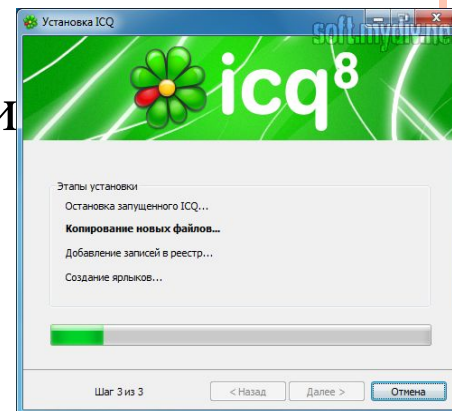 Установка ICQ
soft.mydiv.net
icq8
и
Этапы установки
Остановка запущенного ICQ...
Копирование новых файлов...
Добавление записей в реестр...
Создание ярлыков...
Шаг 3 из 3
< Назад
Далее >
Отмена